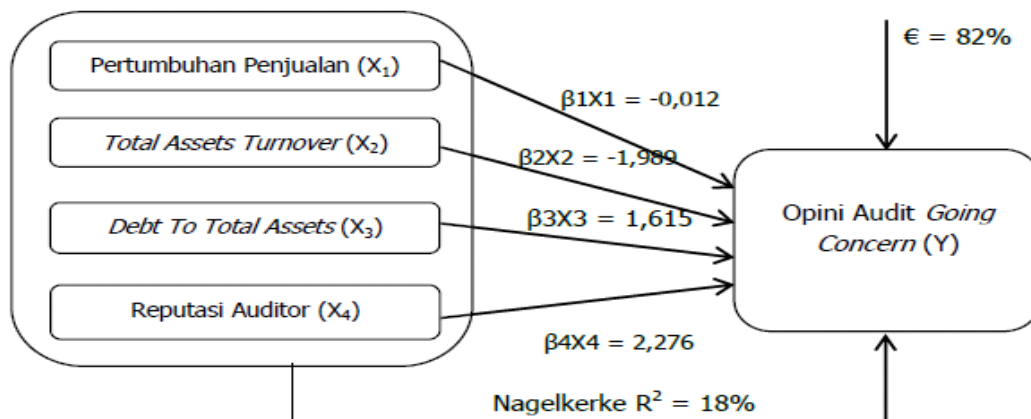 Pertumbuhan Penjualan (X₁)
Total Assets Turnover (X₂)
Debt To Total Assets (X₃)
Reputasi Auditor (X₄)
β1X1 = -0,012
β2X2 = -1,989
β3X3 = 1,615
β4X4 = 2,276
€ = 82%
Opini Audit Going
Concern (Y)
Nagelkerke R² = 18%